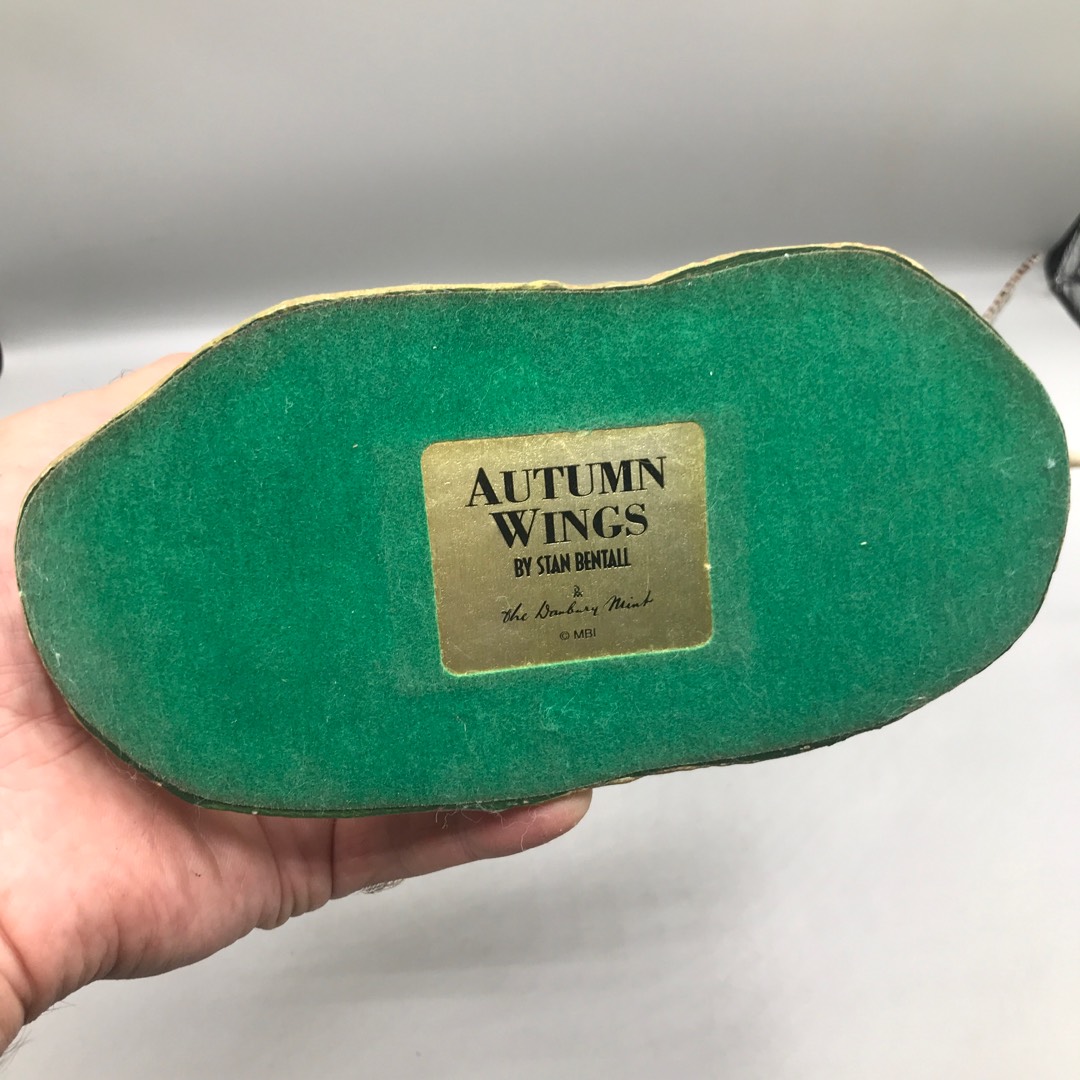 AUTUMN
WINGS
BY STAN BENTALL
The Danbury Mint
© MBI